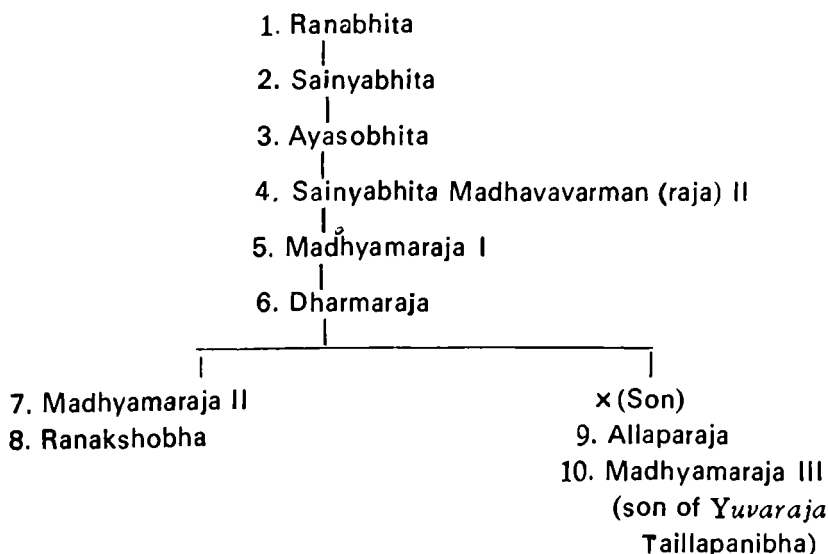 1. Ranabhita
2. Sainyabhita
3. Ayasobhita
4. Sainyabhita Madhavavarman (raja) II
5. Madhyamaraja I
6. Dharmaraja
7. Madhyamaraja II
8. Ranakshobha
x (Son)
9. Allaparaja
10. Madhyamaraja III
(son of Yuvaraja
Taillapanibha)